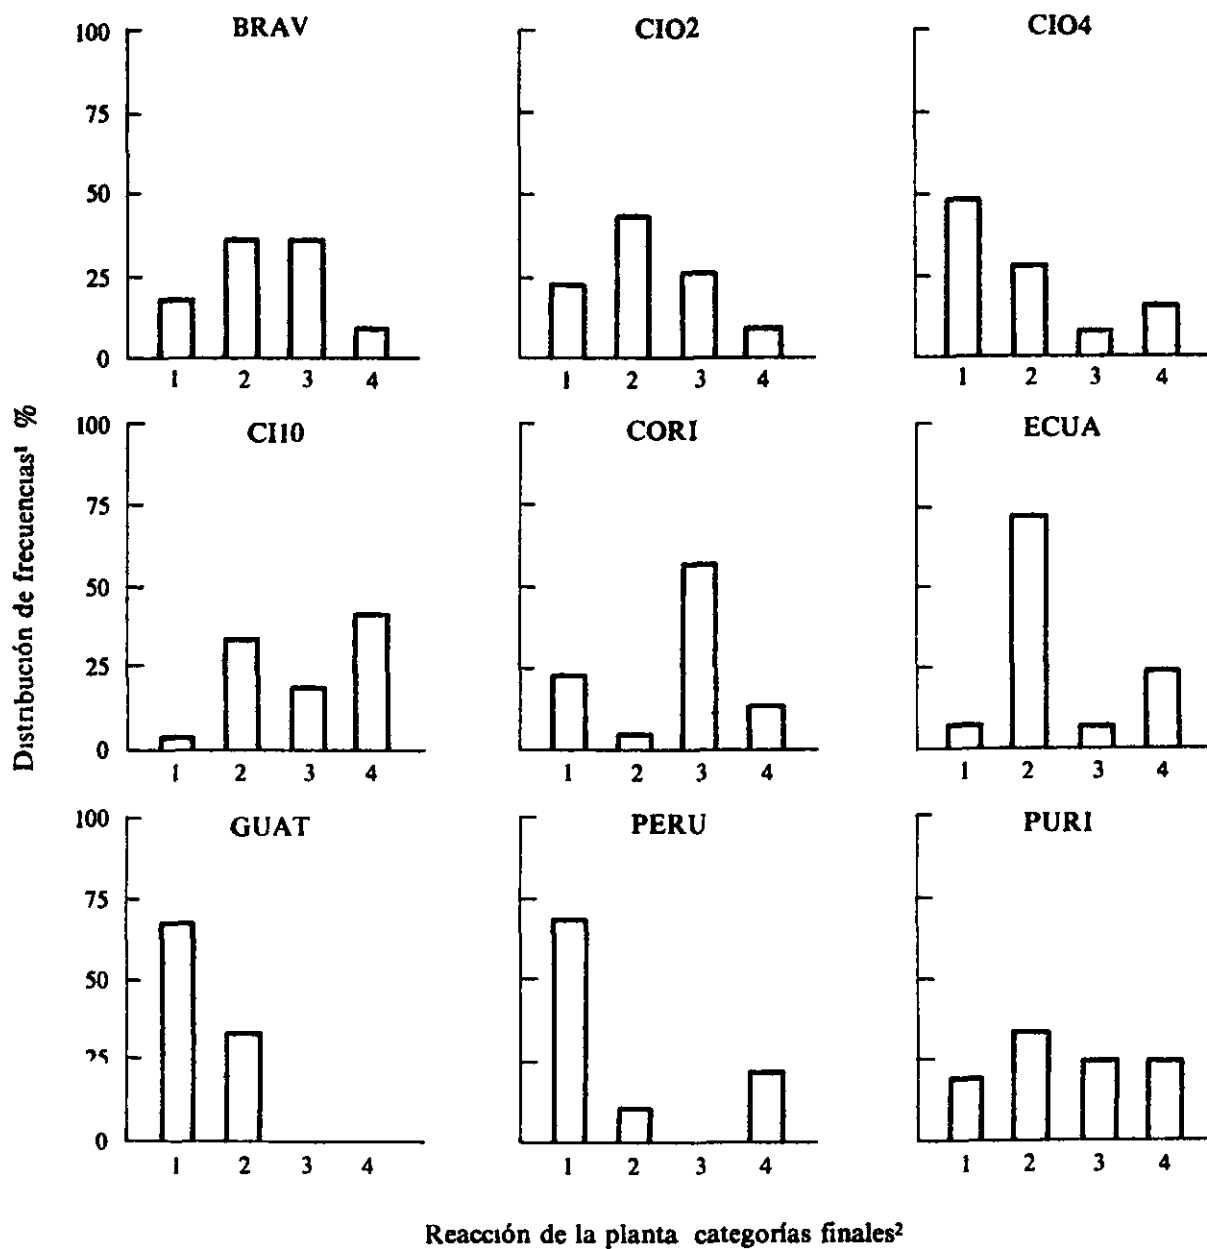 BRAV
CIO2
CIO4
100
75
50
25
0
1 2 3 4
1 2 3 4
1 2 3 4
CI10
CORI
ECUA
100
75
50
25
0
1 2 3 4
1 2 3 4
1 2 3 4
GUAT
PERU
PURI
100
75
50
25
0
1 2 3 4
1 2 3 4
1 2 3 4
Distribución de frecuencias¹ %
Reacción de la planta categorías finales²